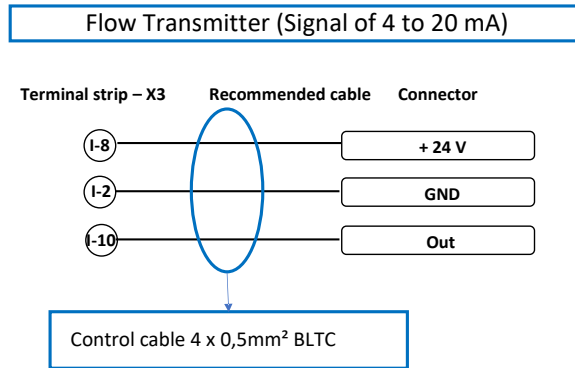 Flow Transmitter (Signal of 4 to 20 mA)
Terminal strip – X3 Recommended cable Connector
I-8 + 24 V
I-2 GND
I-10 Out
Control cable 4 x 0,5mm² BLTC